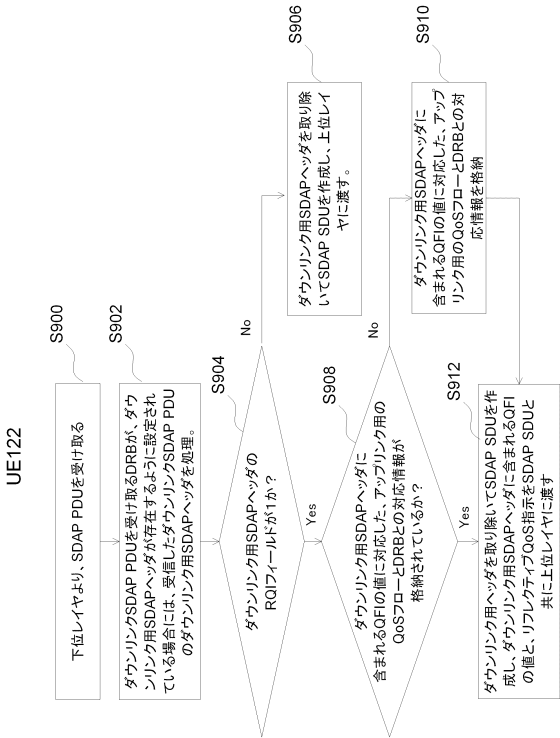 UE122
S900
下位レイヤより、SDAP PDUを受け取る
S902
ダウンリンクSDAP PDUを受け取るDRBが、ダウ
ンリンク用SDAPヘッダが存在するように設定され
ている場合には、受信したダウンリンクSDAP PDU
のダウンリンク用SDAPヘッダを処理。
S904
ダウンリンク用SDAPヘッダの
RQIフィールドが1か？
No
Yes
S906
ダウンリンク用SDAPヘッダを取り除
いてSDAP SDUを作成し、上位レイ
ヤに渡す。
S908
ダウンリンク用SDAPヘッダに
含まれるQFIの値に対応した、アップリンク用の
QoSフローとDRBとの対応情報が
格納されているか？
No
Yes
S910
ダウンリンク用SDAPヘッダに
含まれるQFIの値に対応した、アップ
リンク用のQoSフローとDRBとの対
応情報を格納
S912
ダウンリンク用ヘッダを取り除いてSDAP SDUを作
成し、ダウンリンク用SDAPヘッダに含まれるQFI
の値と、リフレクティブQoS指示をSDAP SDUと
共に上位レイヤに渡す